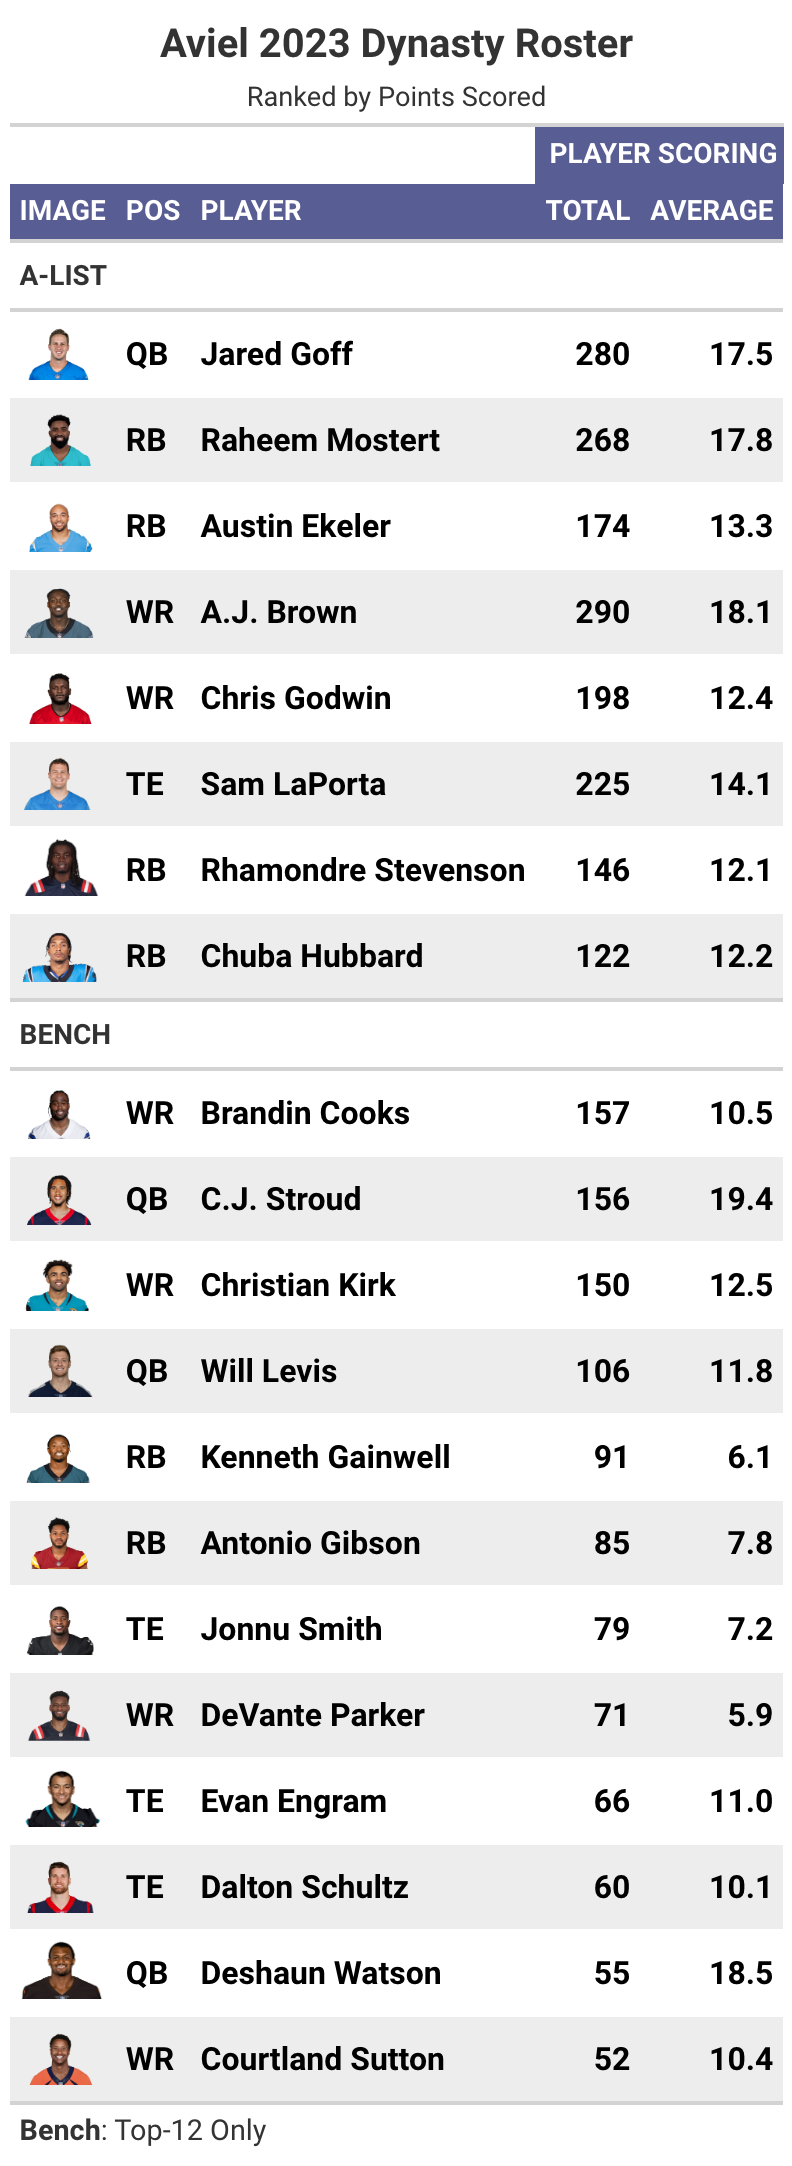 Aviel 2023 Dynasty Roster
Ranked by Points Scored
PLAYER SCORING
IMAGE POS PLAYER TOTAL AVERAGE
A-LIST
QB Jared Goff 280 17.5
RB Raheem Mostert 268 17.8
RB Austin Ekeler 174 13.3
WR A.J. Brown 290 18.1
WR Chris Godwin 198 12.4
TE Sam LaPorta 225 14.1
RB Rhamondre Stevenson 146 12.1
RB Chuba Hubbard 122 12.2
BENCH
WR Brandin Cooks 157 10.5
QB C.J. Stroud 156 19.4
WR Christian Kirk 150 12.5
QB Will Levis 106 11.8
RB Kenneth Gainwell 91 6.1
RB Antonio Gibson 85 7.8
TE Jonnu Smith 79 7.2
WR DeVante Parker 71 5.9
TE Evan Engram 66 11.0
TE Dalton Schultz 60 10.1
QB Deshaun Watson 55 18.5
WR Courtland Sutton 52 10.4
Bench: Top-12 Only